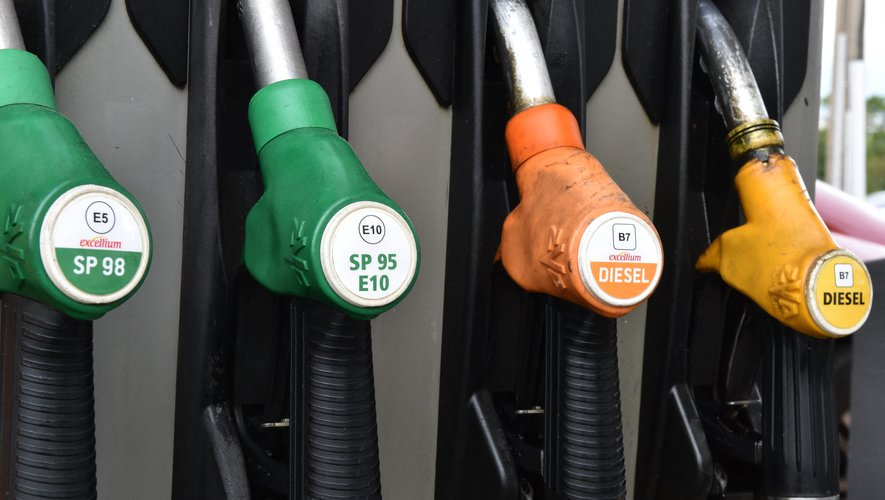 E5
excellium
SP 98
E10
SP 95
E10
B7
excellium
DIESEL
B7
DIESEL